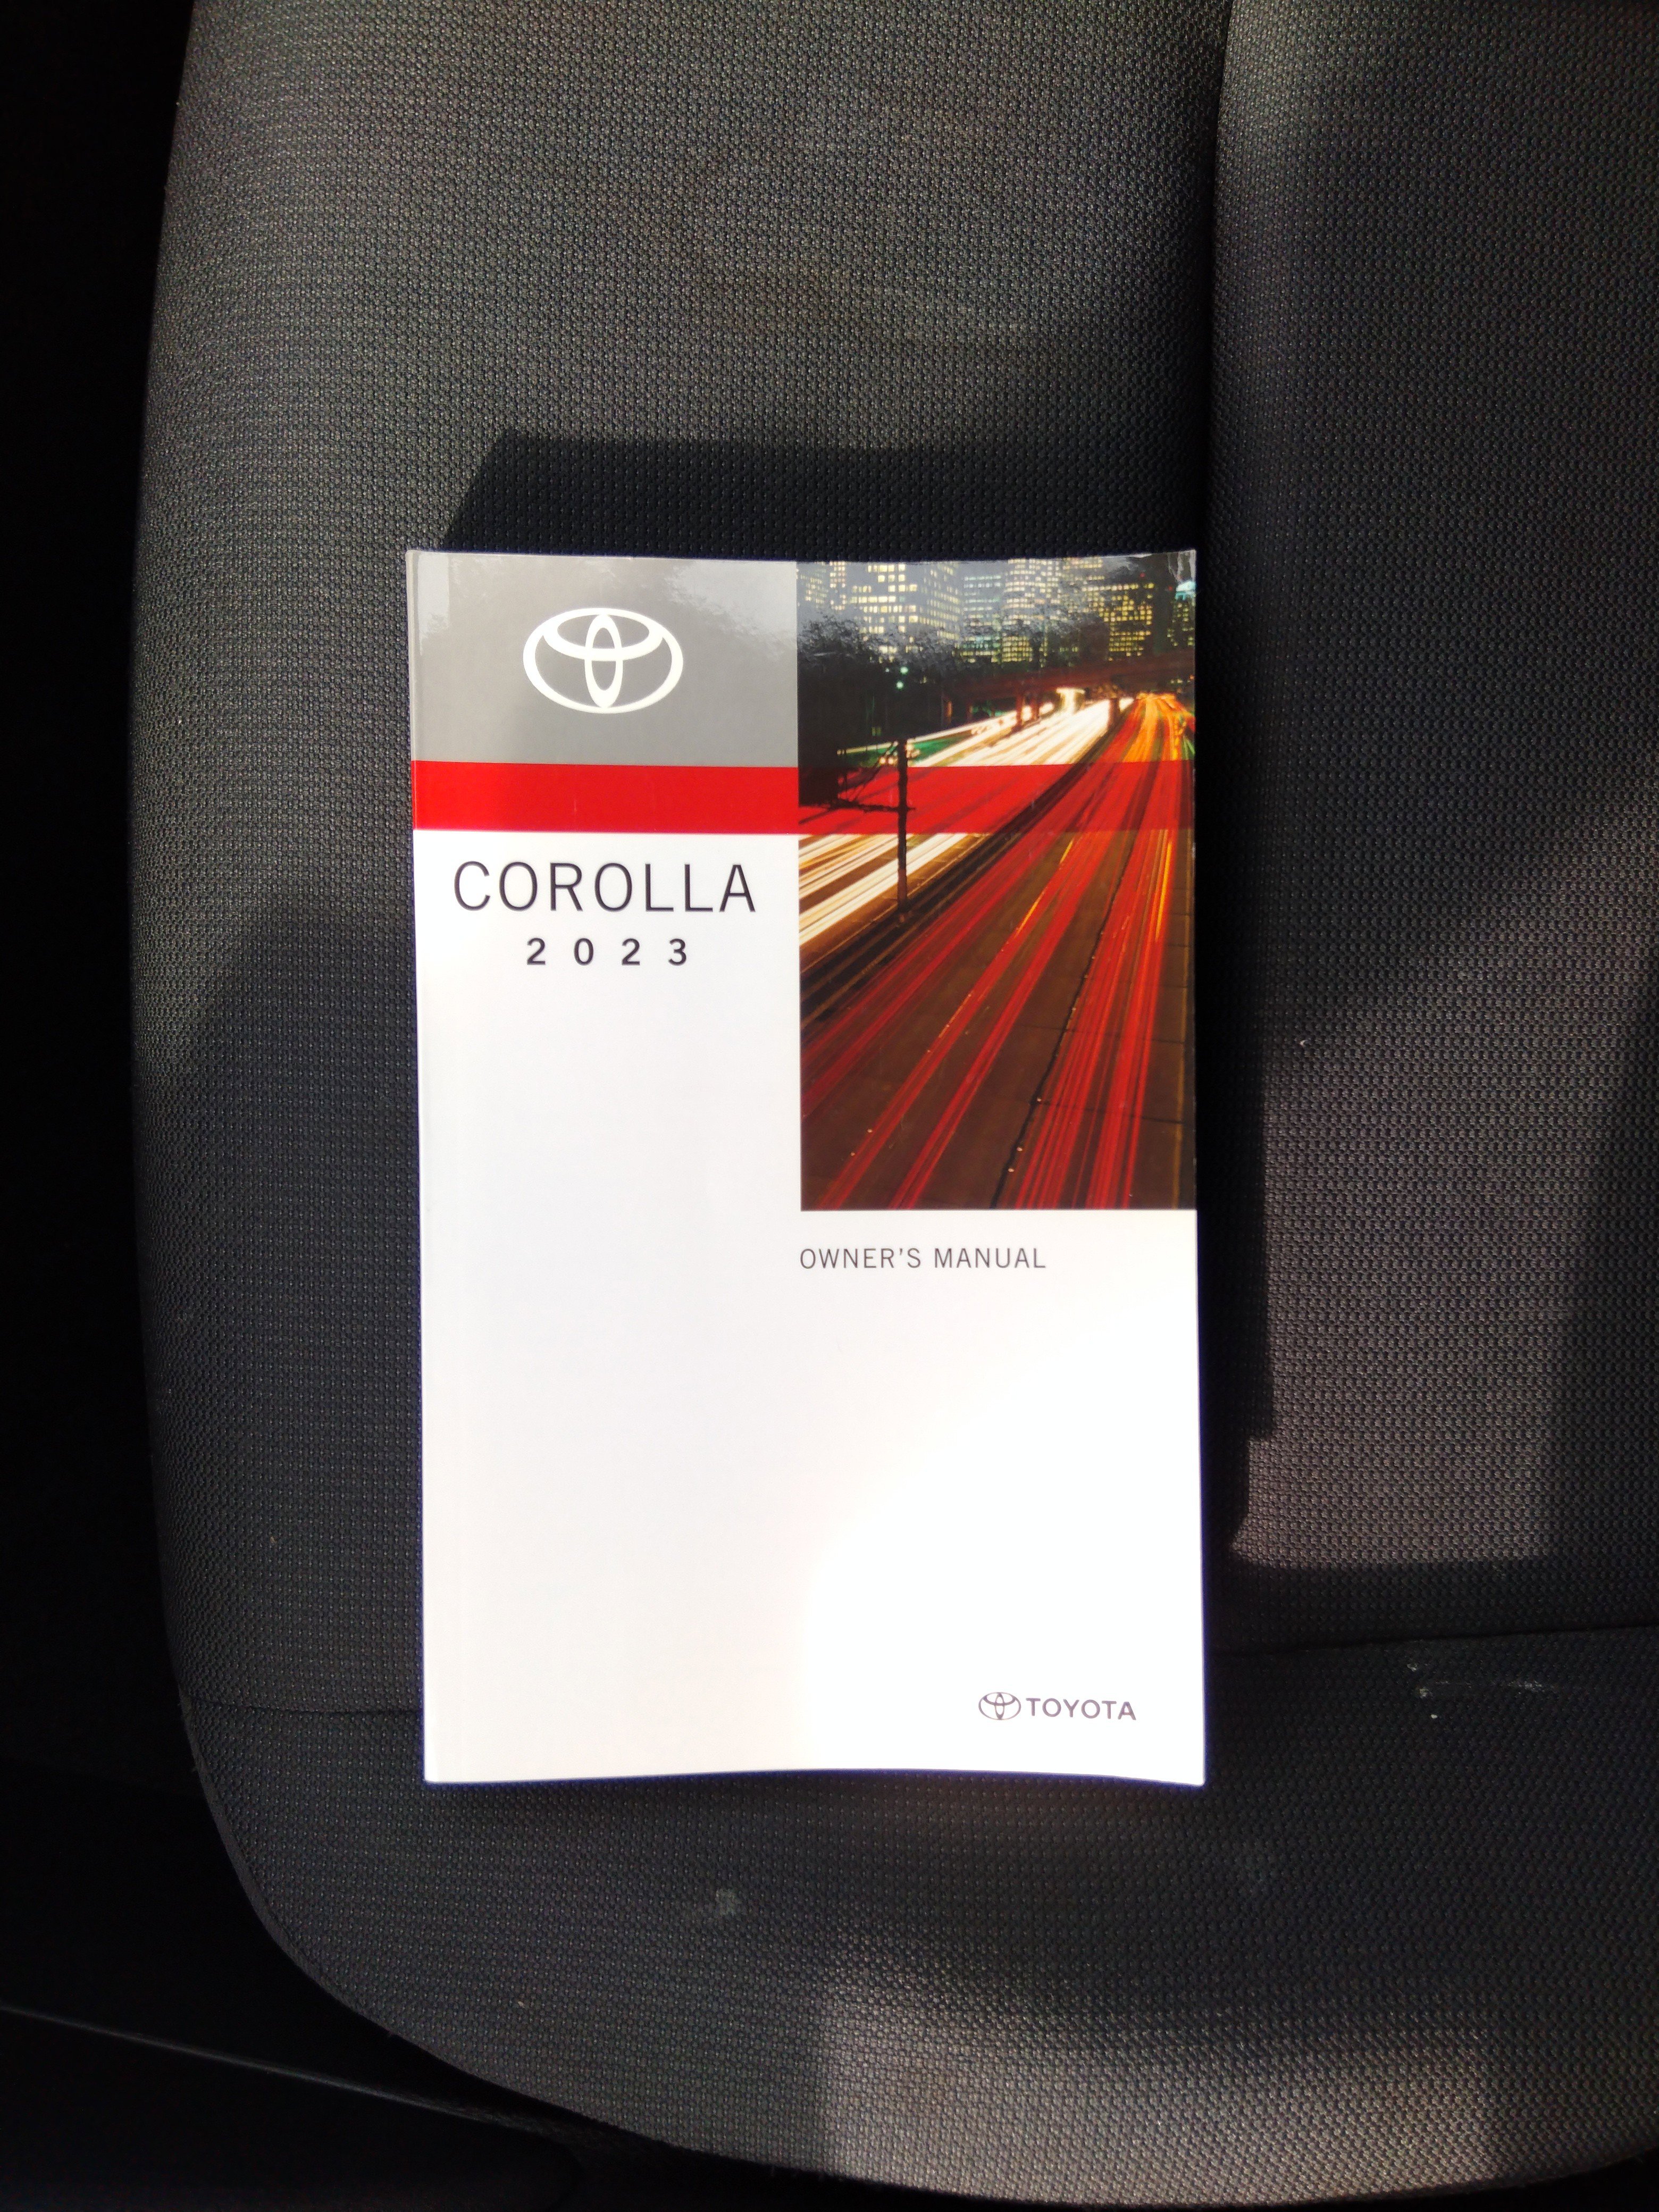 COROLLA
2023
OWNER'S MANUAL
TOYOTA